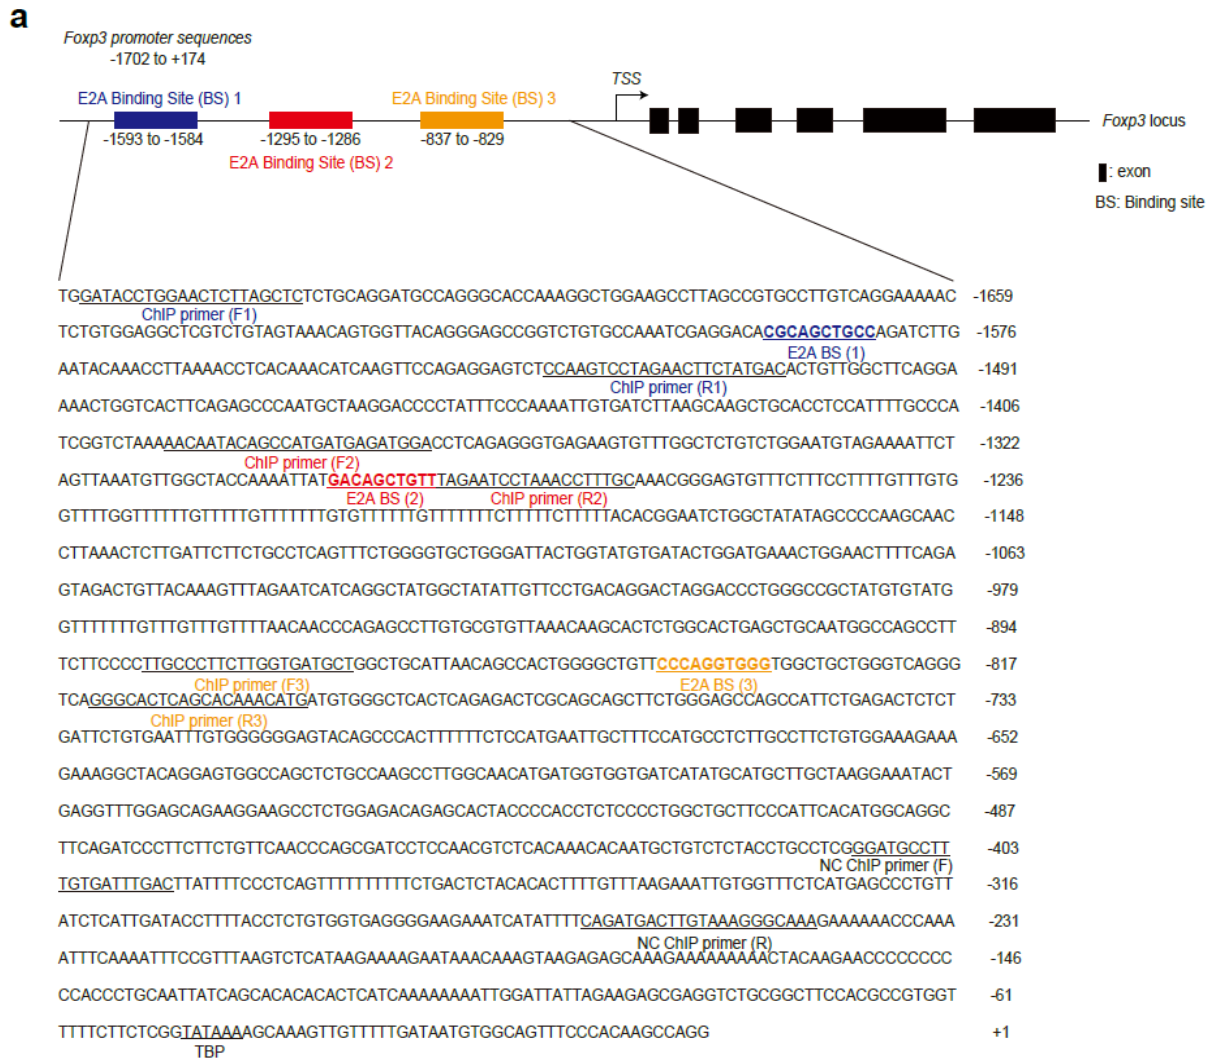 a
Foxp3 promoter sequences
-1702 to +174
TSS
E2A Binding Site (BS) 1
E2A Binding Site (BS) 3
-1593 to -1584
-1295 to -1286
-837 to -829
Foxp3 locus
E2A Binding Site (BS) 2
: exon
BS: Binding site
TGGATACCTGGAACTCTTAGCTCTCTGCAGGATGCCAGGGCACCAAAGGCTGGAAGCCTTAGCCGTGCCTTGTCAGGAAAAAC -1659
ChIP primer (F1)
TCTGTGGAGGCTCGTCTGTAGTAAACAGTGGTTACAGGGAGCCGGTCTGTGCCAAATCGAGGACACGCAGCTGCCAGATCTTG -1576
E2A BS (1)
AATACAAACCTTAAAACCTCACAAACATCAAGTTCCAGAGGAGTCTCCAAGTCCTAGAACTTCTATGACACTGTTGGCTTCAGGA -1491
ChIP primer (R1)
AAACTGGTCACTTCAGAGCCCAATGCTAAGGACCCCTATTTCCCAAAATTGTGATCTTAAGCAAGCTGCACCTCCATTTTGCCCA -1406
TCGGTCTAAAAACAATACAGCCATGATGAGATGGACCTCAGAGGGTGAGAAGTGTTTGGCTCTGTCTGGAATGTAGAAAATTCT -1322
ChIP primer (F2)
AGTTAAATGTTGGCTACCAAAATTATGACAGCTGTTTAGAATCCTAAACCTTTGCAAACGGGAGTGTTTCTTTCCTTTTGTTTGTG -1236
E2A BS (2)
ChIP primer (R2)
GTTTTGGTTTTTTGTTTTTGTTTTTTTGTGTTTTTTGTTTTTTTCTTTTTCTTTTTACACGGAATCTGGCTATATAGCCCCAAGCAAC -1148
CTTAAACTCTTGATTCTTCTGCCTCAGTTTCTGGGGTGCTGGGATTACTGGTATGTGATACTGGATGAAACTGGAACTTTTCAGA -1063
GTAGACTGTTACAAAGTTTAGAATCATCAGGCTATGGCTATATTGTTCCTGACAGGACTAGGACCCTGGGCCGCTATGTGTATG -979
GTTTTTTTGTTTGTTTGTTTTAACAACCCAGAGCCTTGTGCGTGTTAAACAAGCACTCTGGCACTGAGCTGCAATGGCCAGCCTT -894
TCTTCCCCTTGCCCTTCTTGGTGATGCTGGCTGCATTAACAGCCACTGGGGCTGTTCCCAGGTGGGTGGCTGCTGGGTCAGGG -817
ChIP primer (F3)
E2A BS (3)
TCAGGGCACTCAGCACAAACATGATGTGGGCTCACTCAGAGACTCGCAGCAGCTTCTGGGAGCCAGCCATTCTGAGACTCTCT -733
ChIP primer (R3)
GATTCTGTGAATTTGTGGGGGGAGTACAGCCCACTTTTTTCTCCATGAATTGCTTTCCATGCCTCTTGCCTTCTGTGGAAAGAAA -652
GAAAGGCTACAGGAGTGGCCAGCTCTGCCAAGCCTTGGCAACATGATGGTGGTGATCATATGCATGCTTGCTAAGGAAATACT -569
GAGGTTTGGAGCAGAAGGAAGCCTCTGGAGACAGAGCACTACCCCACCTCTCCCCTGGCTGCTTCCCATTCACATGGCAGGC -487
TTCAGATCCCTTCTTCTGTTCAACCCAGCGATCCTCCAACGTCTCACAAACACAATGCTGTCTCTACCTGCCTCGGGATGCCTT -403
NC ChIP primer (F)
TGTGATTTGACTTATTTTCCCTCAGTTTTTTTTTTCTGACTCTACACACTTTTGTTTAAGAAATTGTGGTTTCTCATGAGCCCTGTT -316
ATCTCATTGATACCTTTTACCTCTGTGGTGAGGGGAAGAAATCATATTTTCAGATGACTTGTAAAGGGCAAAGAAAAAACCCAAA -231
NC ChIP primer (R)
ATTTCAAAATTTCCGTTTAAGTCTCATAAGAAAAGAATAAACAAAGTAAGAGAGCAAAGAAAAAAAAACTACAAGAACCCCCCCC -146
CCACCCTGCAATTATCAGCACACACACTCATCAAAAAAAATTGGATTATTAGAAGAGCGAGGTCTGCGGCTTCCACGCCGTGGT -61
TTTTCTTCTCGGTATAAAAGCAAAGTTGTTTTTGATAATGTGGCAGTTTCCCACAAGCCAGG +1
TBP